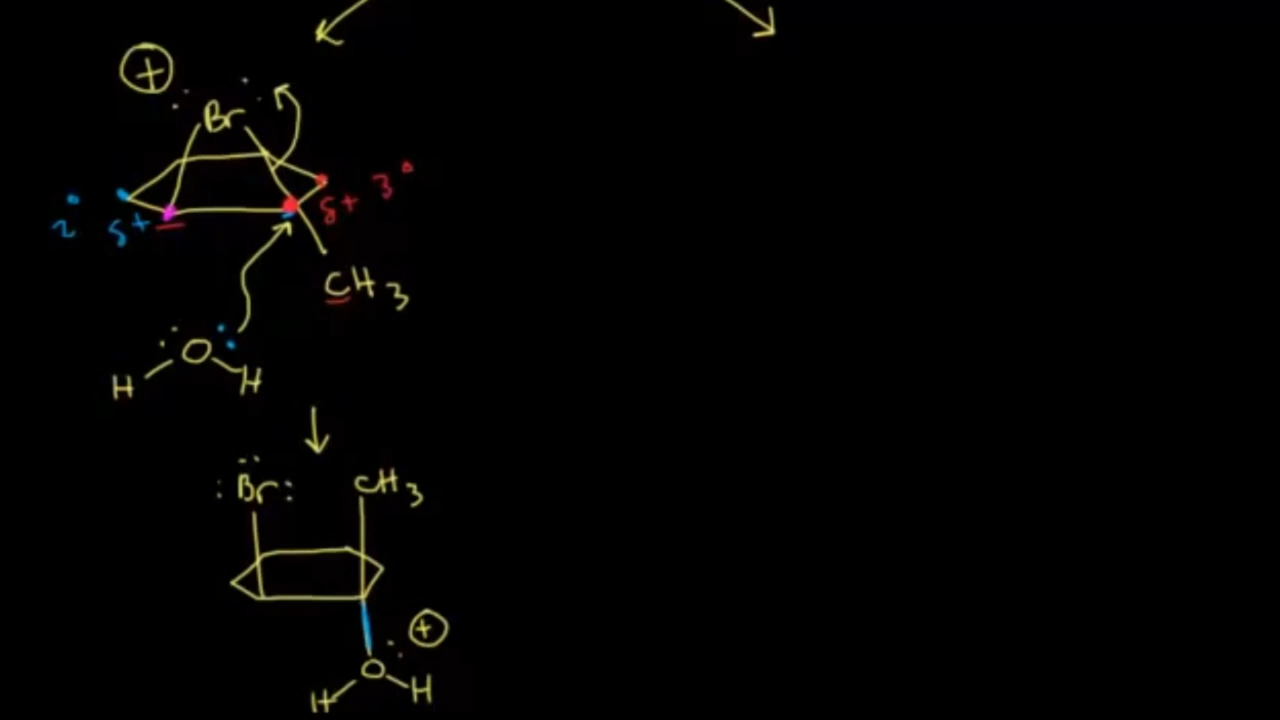 +
:Br:
2° δ+
δ+ 3°
CH3
:O:
H H
:Br: CH3
+
O:
H H